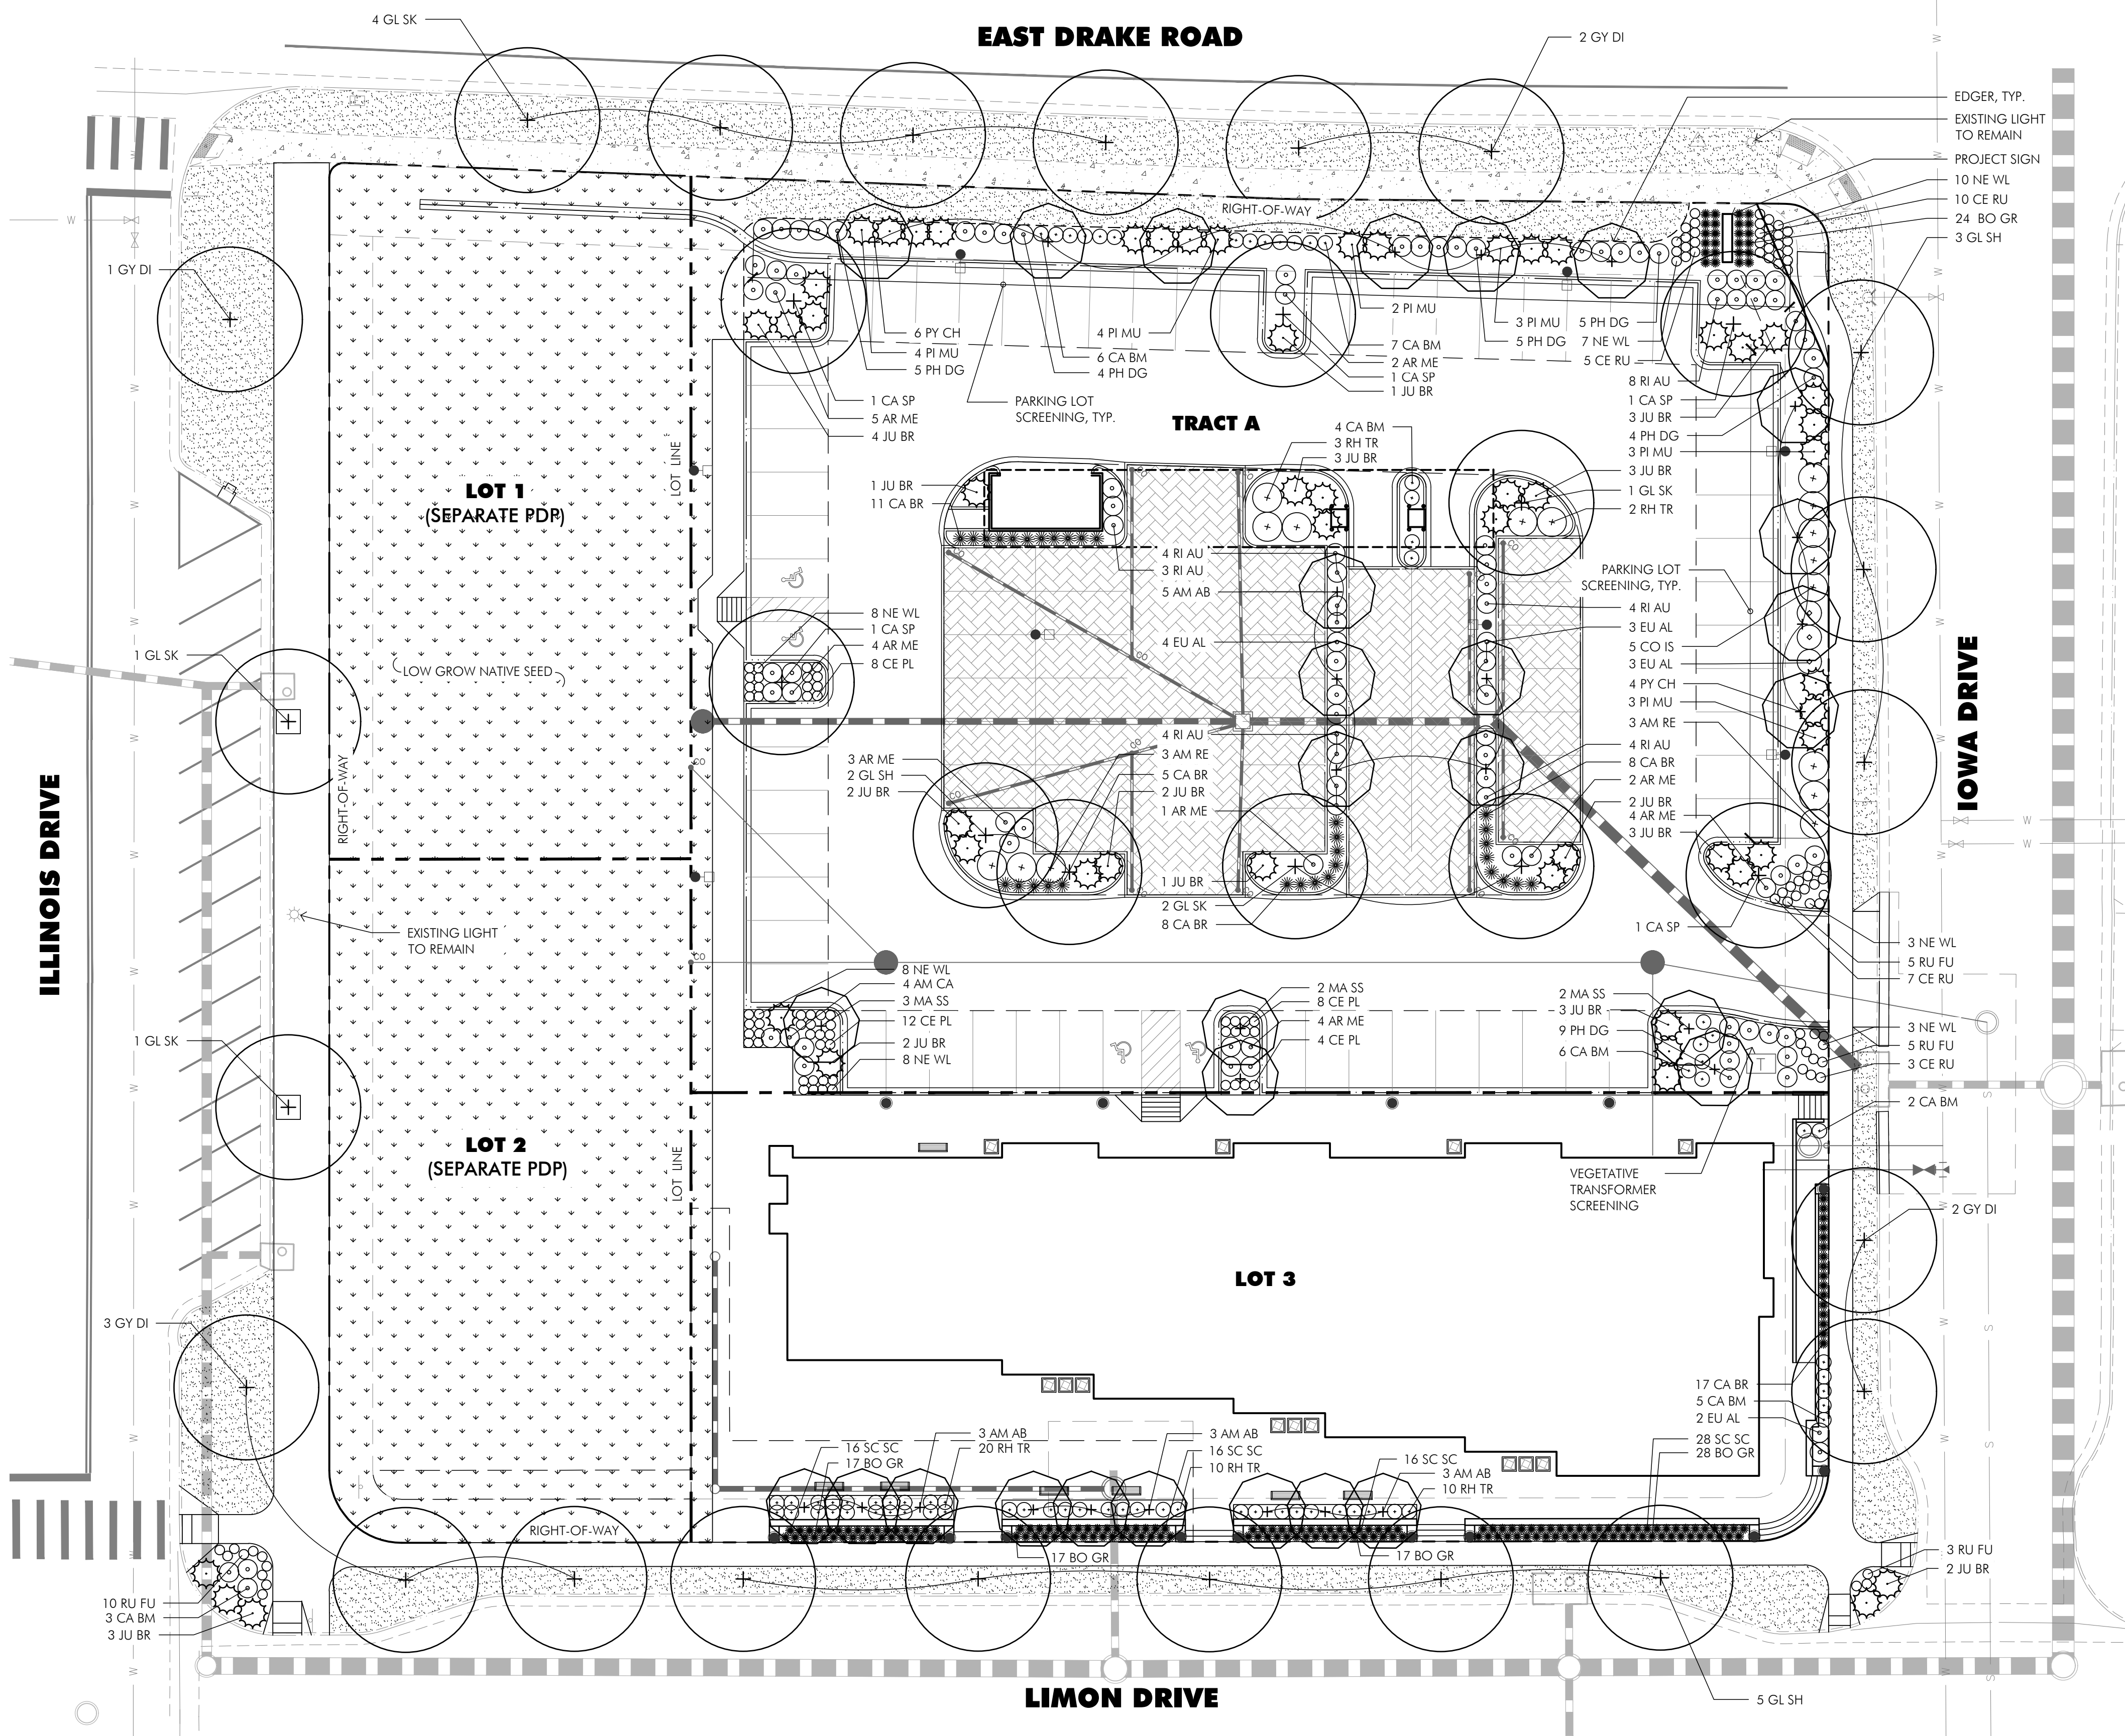 4 GL SK
EAST DRAKE ROAD
2 GY DI
EDGER, TYP.
EXISTING LIGHT
TO REMAIN
PROJECT SIGN
10 NE WL
10 CE RU
24 BO GR
3 GL SH
RIGHT-OF-WAY
1 GY DI
6 PY CH
4 PI MU
5 PH DG
4 PI MU
6 CA BM
4 PH DG
2 PI MU
7 CA BM
2 AR ME
1 CA SP
1 JU BR
3 PI MU
5 PH DG
5 PH DG
7 NE WL
5 CE RU
1 CA SP
5 AR ME
4 JU BR
PARKING LOT
SCREENING, TYP.
TRACT A
8 RI AU
1 CA SP
3 JU BR
4 PH DG
3 PI MU
3 JU BR
1 GL SK
2 RH TR
4 CA BM
3 RH TR
3 JU BR
LOT LINE
LOT 1
(SEPARATE PDP)
1 JU BR
11 CA BR
4 RI AU
3 RI AU
5 AM AB
4 EU AL
PARKING LOT
SCREENING, TYP.
4 RI AU
3 EU AL
5 CO IS
3 EU AL
4 PY CH
3 PI MU
3 AM RE
4 RI AU
8 CA BR
2 AR ME
2 JU BR
4 AR ME
3 JU BR
8 NE WL
1 CA SP
4 AR ME
8 CE PL
1 GL SK
LOW GROW NATIVE SEED
CO
CO
CO
CO
CO
CO
IOWA DRIVE
ILLINOIS DRIVE
RIGHT-OF-WAY
4 RI AU
3 AM RE
5 CA BR
2 JU BR
1 AR ME
3 AR ME
2 GL SH
2 JU BR
1 JU BR
2 GL SK
8 CA BR
1 CA SP
3 NE WL
5 RU FU
7 CE RU
EXISTING LIGHT
TO REMAIN
8 NE WL
4 AM CA
3 MA SS
12 CE PL
2 JU BR
8 NE WL
2 MA SS
8 CE PL
4 AR ME
4 CE PL
2 MA SS
3 JU BR
9 PH DG
6 CA BM
3 NE WL
5 RU FU
3 CE RU
2 CA BM
1 GL SK
LOT 2
(SEPARATE PDP)
LOT LINE
VEGETATIVE
TRANSFORMER
SCREENING
2 GY DI
LOT 3
3 GY DI
17 CA BR
5 CA BM
2 EU AL
28 SC SC
28 BO GR
16 SC SC
17 BO GR
3 AM AB
20 RH TR
3 AM AB
16 SC SC
10 RH TR
16 SC SC
3 AM AB
10 RH TR
RIGHT-OF-WAY
17 BO GR
17 BO GR
3 RU FU
2 JU BR
10 RU FU
3 CA BM
3 JU BR
LIMON DRIVE
5 GL SH